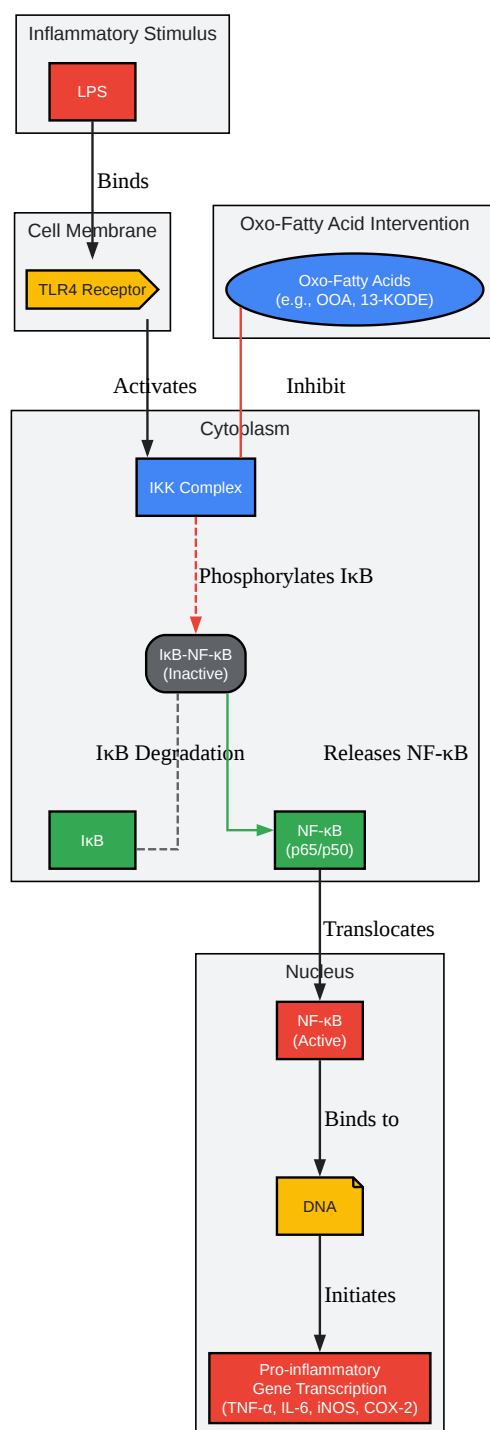 Inflammatory Stimulus
LPS
Binds
Cell Membrane
TLR4 Receptor
Oxo-Fatty Acid Intervention
Oxo-Fatty Acids
(e.g., OOA, 13-KODE)
Activates
Inhibit
Cytoplasm
IKK Complex
Phosphorylates IκB
IκB-NF-κB
(Inactive)
IκB Degradation
Releases NF-κB
IκB
NF-κB
(p65/p50)
Translocates
Nucleus
NF-κB
(Active)
Binds to
DNA
Initiates
Pro-inflammatory
Gene Transcription
(TNF-α, IL-6, iNOS, COX-2)